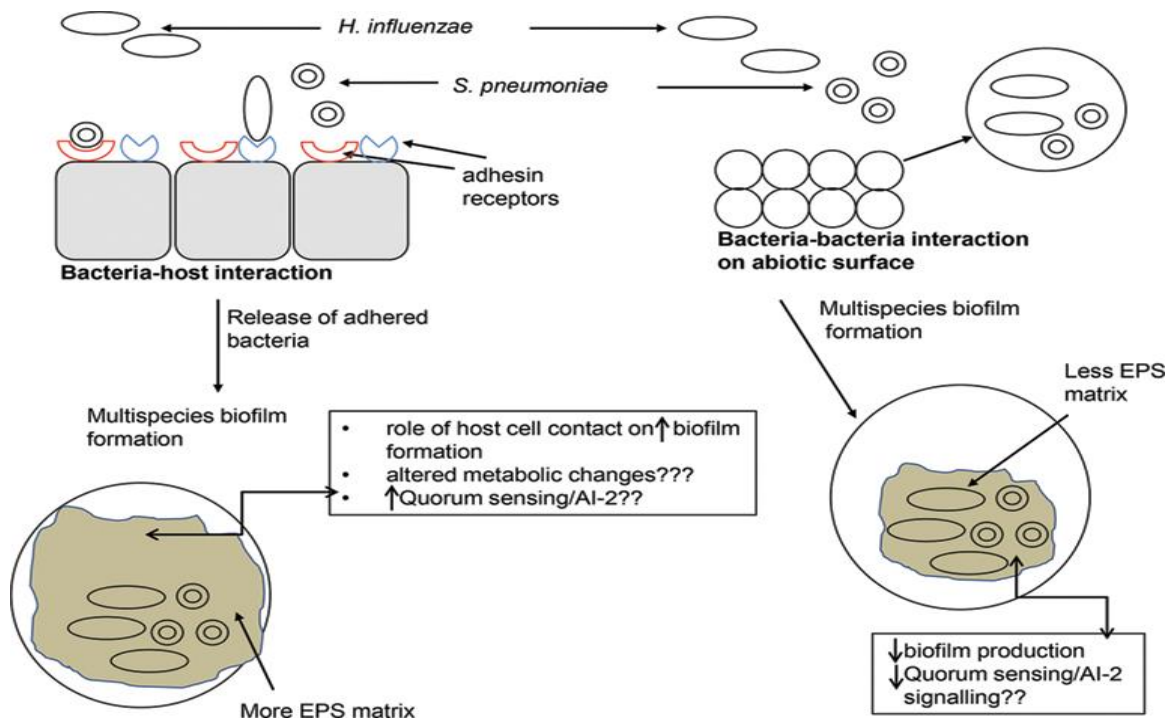 H. influenzae
S. pneumoniae
adhesin
receptors
Bacteria-host interaction
Bacteria-bacteria interaction
on abiotic surface
Release of adhered
bacteria
Multispecies biofilm
formation
Multispecies biofilm
formation
Less EPS
matrix
• role of host cell contact on ↑ biofilm
formation
• altered metabolic changes???
• ↑Quorum sensing/AI-2??
More EPS matrix
↓biofilm production
↓Quorum sensing/AI-2
signalling??